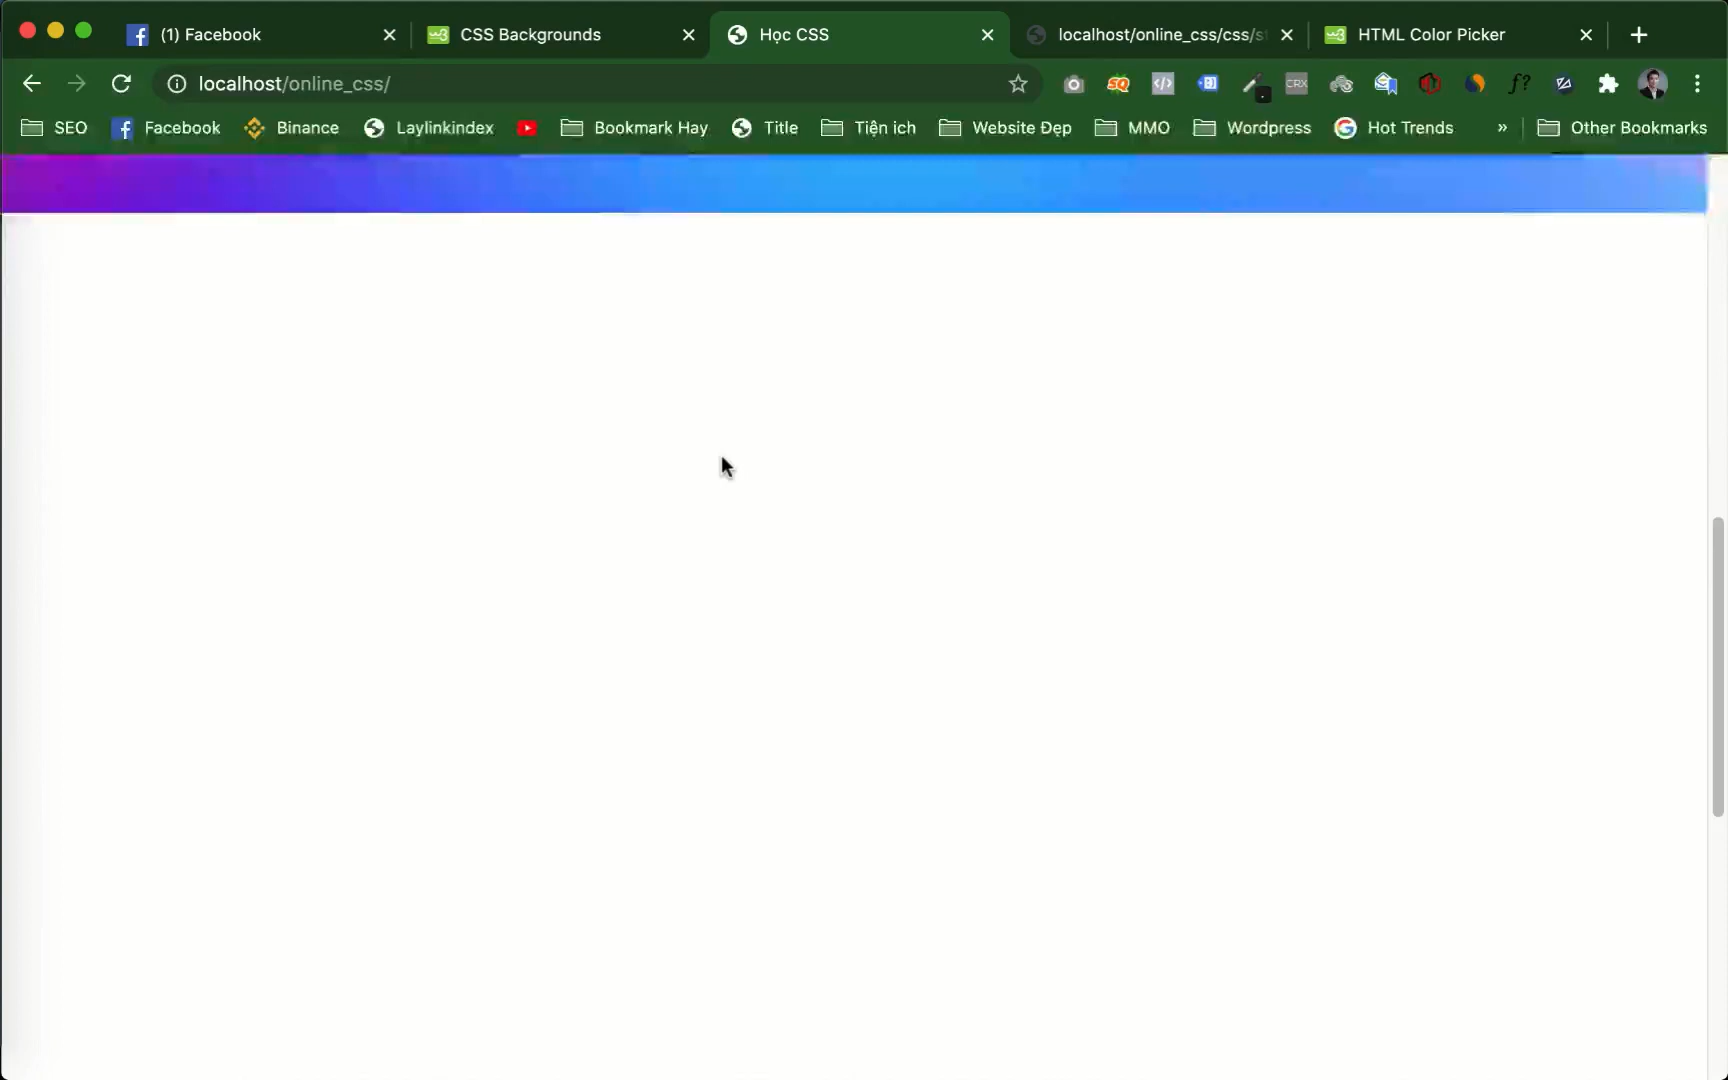 (1) Facebook
CSS Backgrounds
Học CSS
localhost/online_css/css/s
HTML Color Picker
localhost/online_css/
SEO
Facebook
Binance
Laylinkindex
Bookmark Hay
Title
Tiện ich
Website Đẹp
MMO
Wordpress
Hot Trends
»
Other Bookmarks